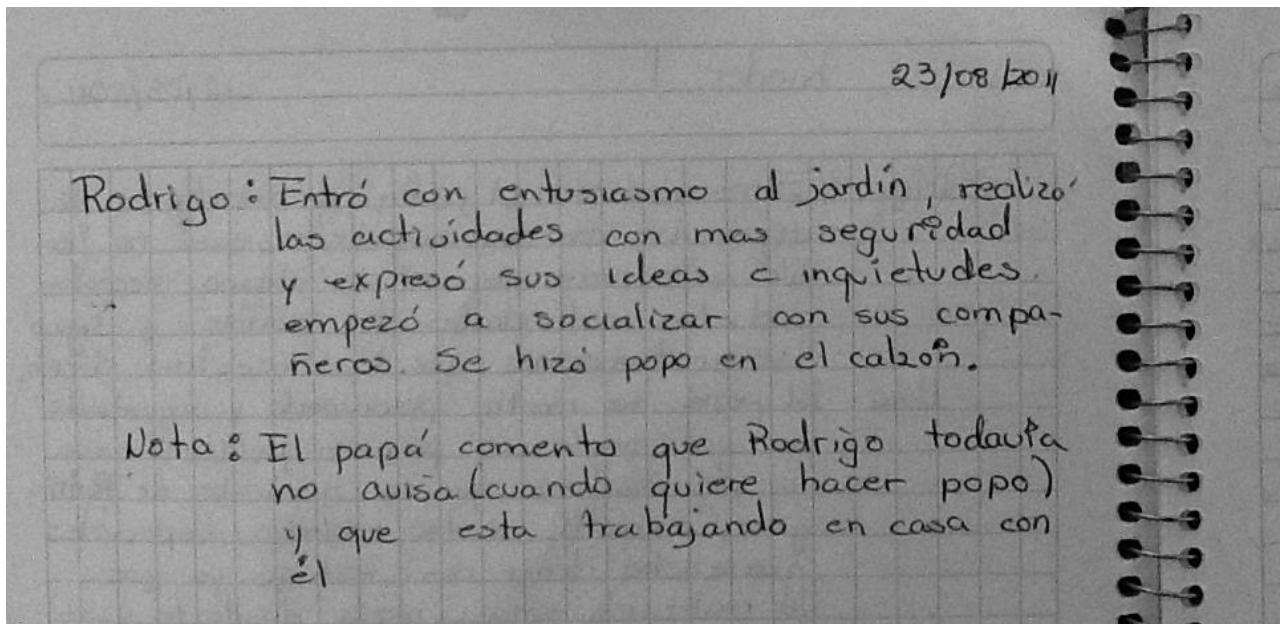 23/08/2011
Rodrigo: Entró con entusiasmo al jardín, realizó
las actividades con mas seguridad
y expresó sus ideas e inquietudes.
empezó a socializar con sus compa-
ñeros. Se hizó popo en el calzón.
Nota: El papá comento que Rodrigo todavía
no avisa (cuando quiere hacer popo)
y que esta trabajando en casa con
él